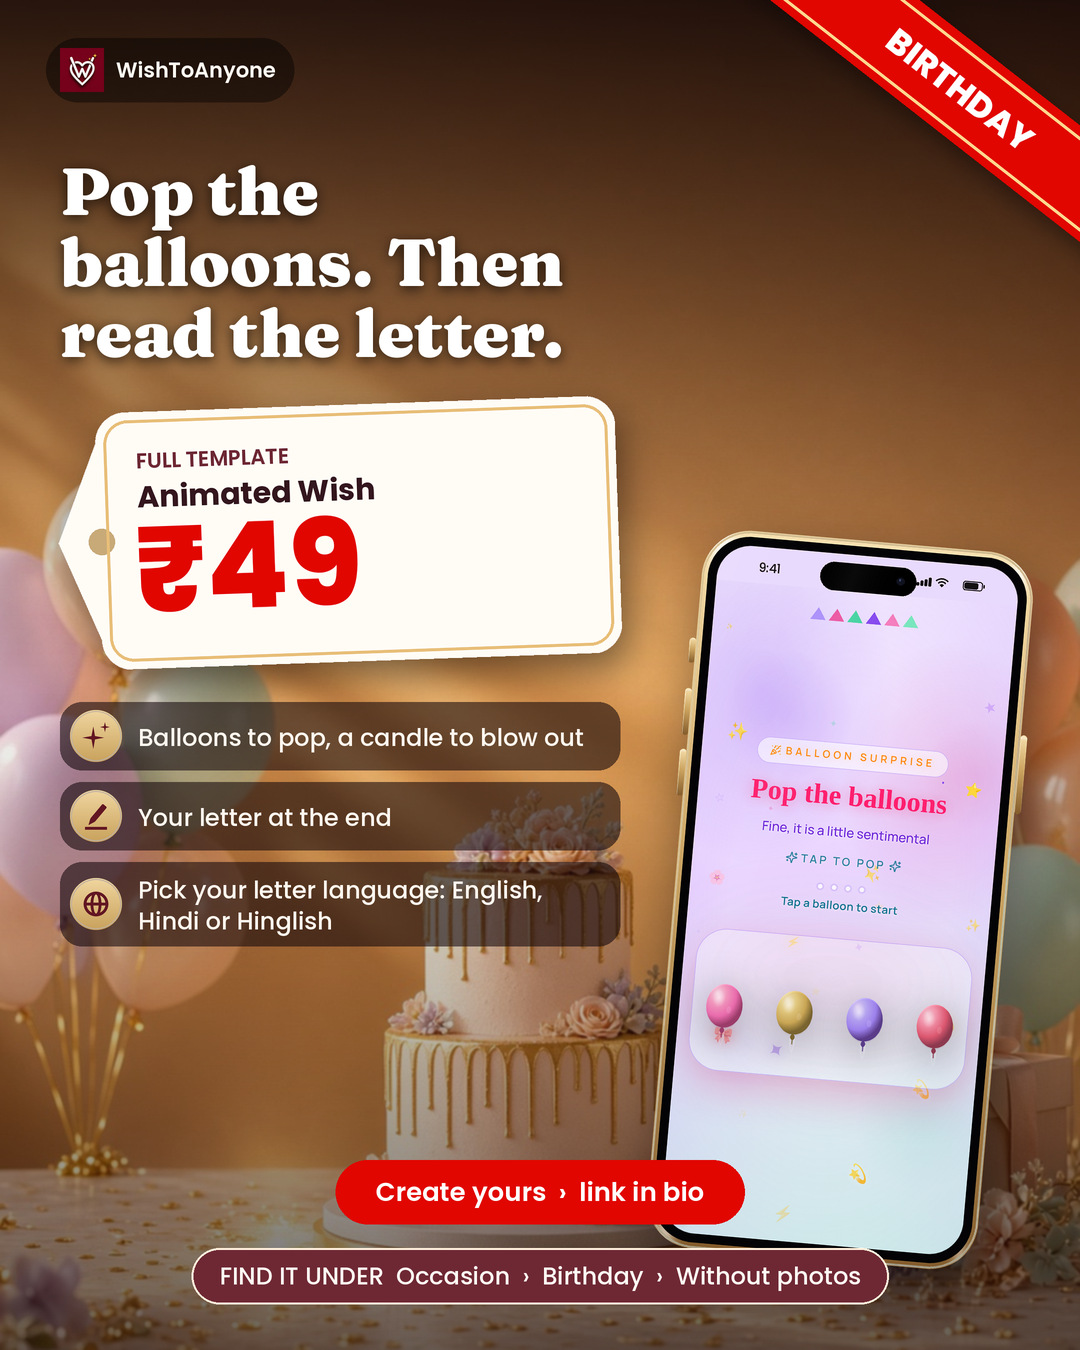 WishToAnyone
BIRTHDAY
Pop the
balloons. Then
read the letter.
FULL TEMPLATE
Animated Wish
₹49
Balloons to pop, a candle to blow out
Your letter at the end
Pick your letter language: English,
Hindi or Hinglish
9:41
BALLOON SURPRISE
Pop the balloons
Fine, it is a little sentimental
TAP TO POP
Tap a balloon to start
Create yours › link in bio
FIND IT UNDER Occasion › Birthday › Without photos